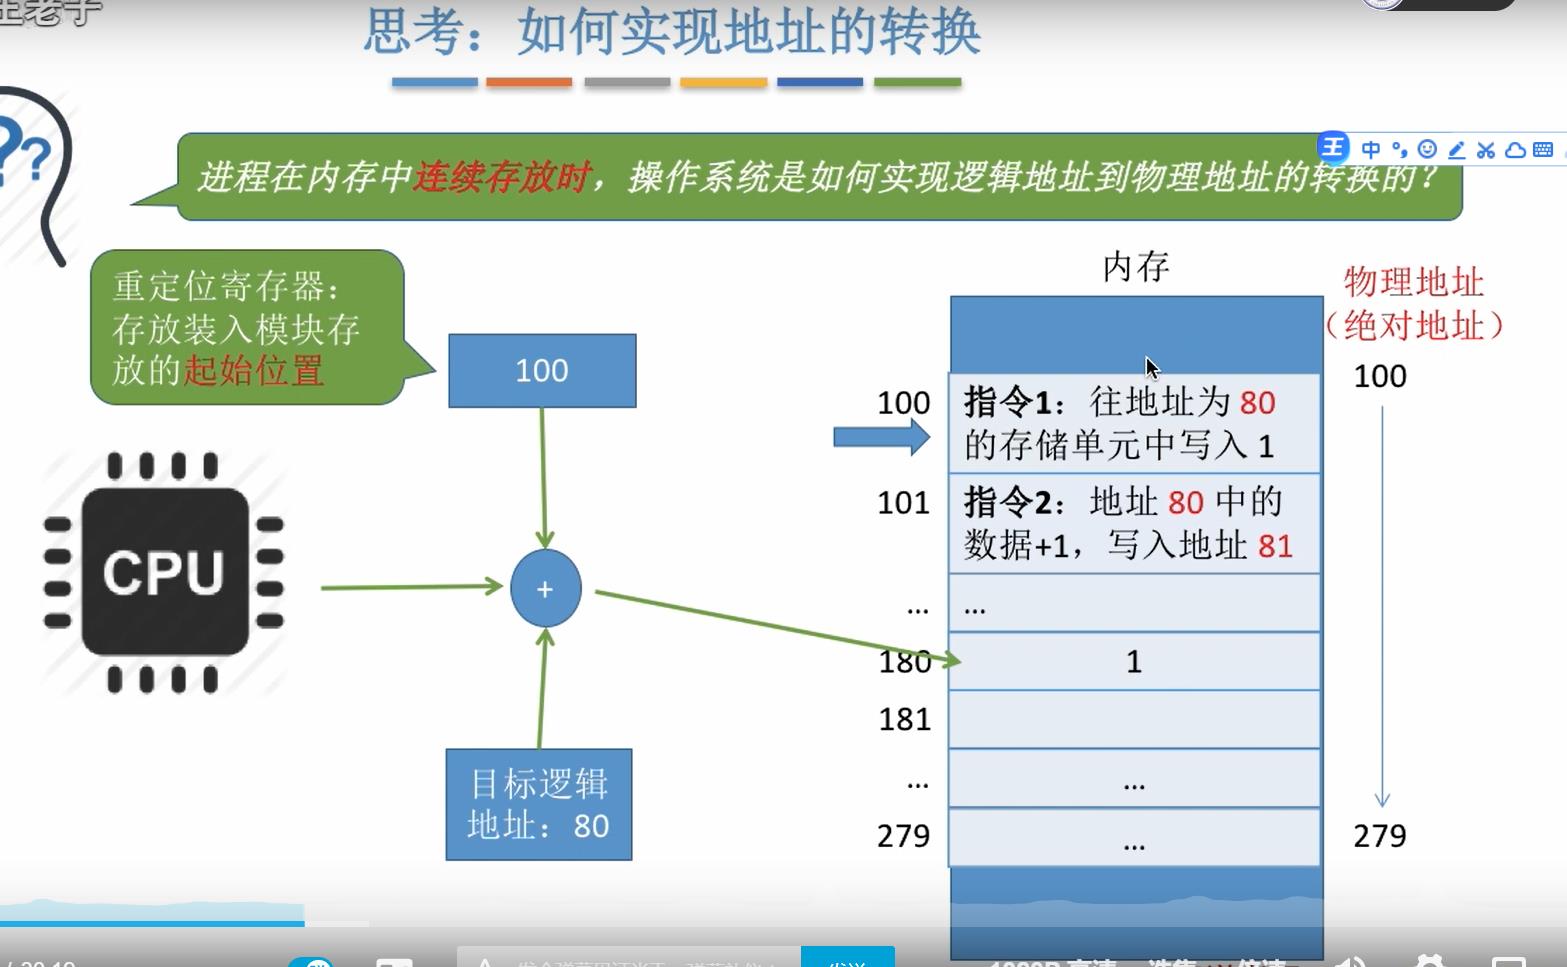 思考：如何实现地址的转换
??
王
中
进程在内存中连续存放时，操作系统是如何实现逻辑地址到物理地址的转换的？
重定位寄存器：
存放装入模块存
放的起始位置
100
CPU
+
目标逻辑
地址：80
内存
物理地址
（绝对地址）
100
100
指令1：往地址为 80
的存储单元中写入 1
101
指令2：地址 80 中的
数据+1，写入地址 81
...
...
180
1
181
...
...
279
...
279